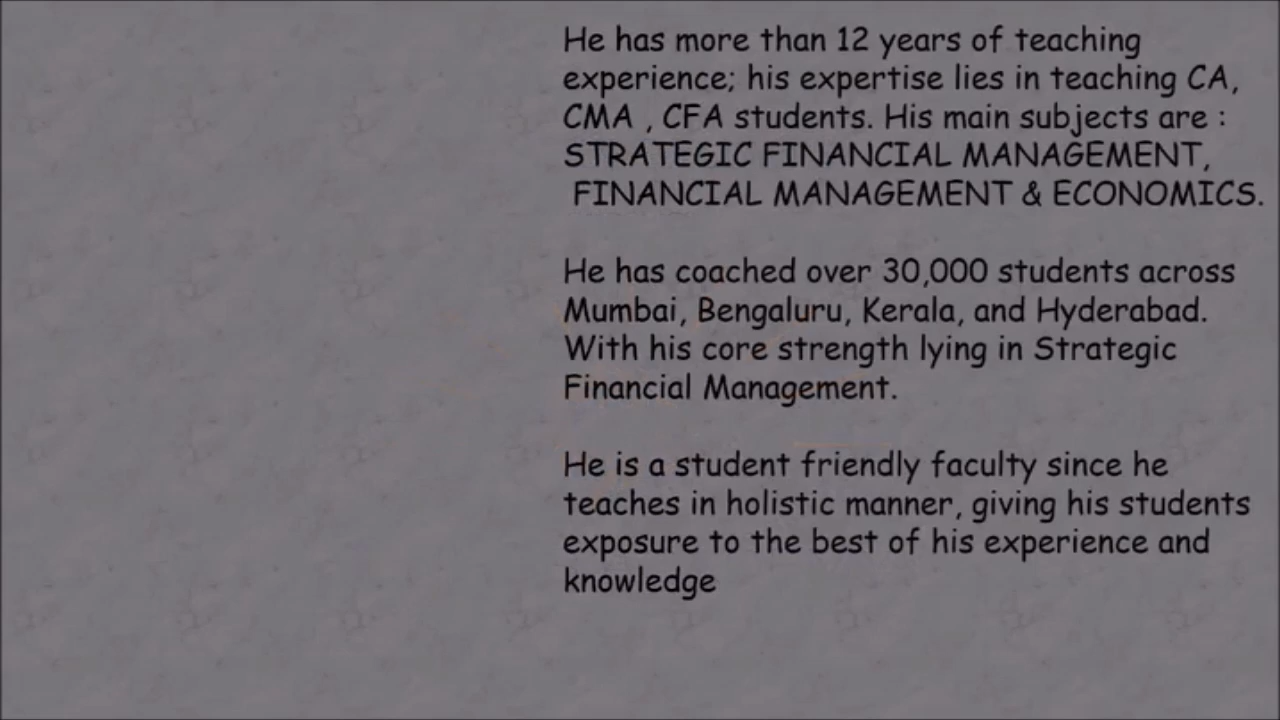 He has more than 12 years of teaching
experience; his expertise lies in teaching CA,
CMA , CFA students. His main subjects are :
STRATEGIC FINANCIAL MANAGEMENT,
FINANCIAL MANAGEMENT & ECONOMICS.
He has coached over 30,000 students across
Mumbai, Bengaluru, Kerala, and Hyderabad.
With his core strength lying in Strategic
Financial Management.
He is a student friendly faculty since he
teaches in holistic manner, giving his students
exposure to the best of his experience and
knowledge